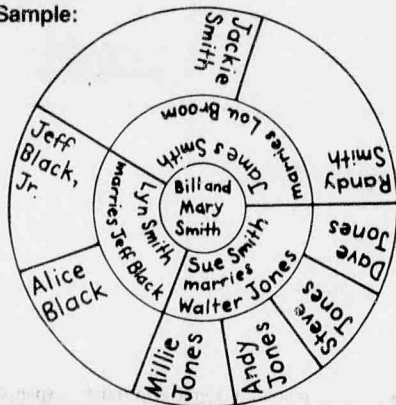 Sample:
Jackie
Smith
Randy
Smith
Dave
Jones
Steve
Jones
Andy
Jones
Millie
Jones
Alice
Black
Jeff
Black,
Jr.
James Smith
marries Lou Broom
Sue Smith
marries
Walter Jones
Lyn Smith
marries Jeff Black
Bill and
Mary
Smith